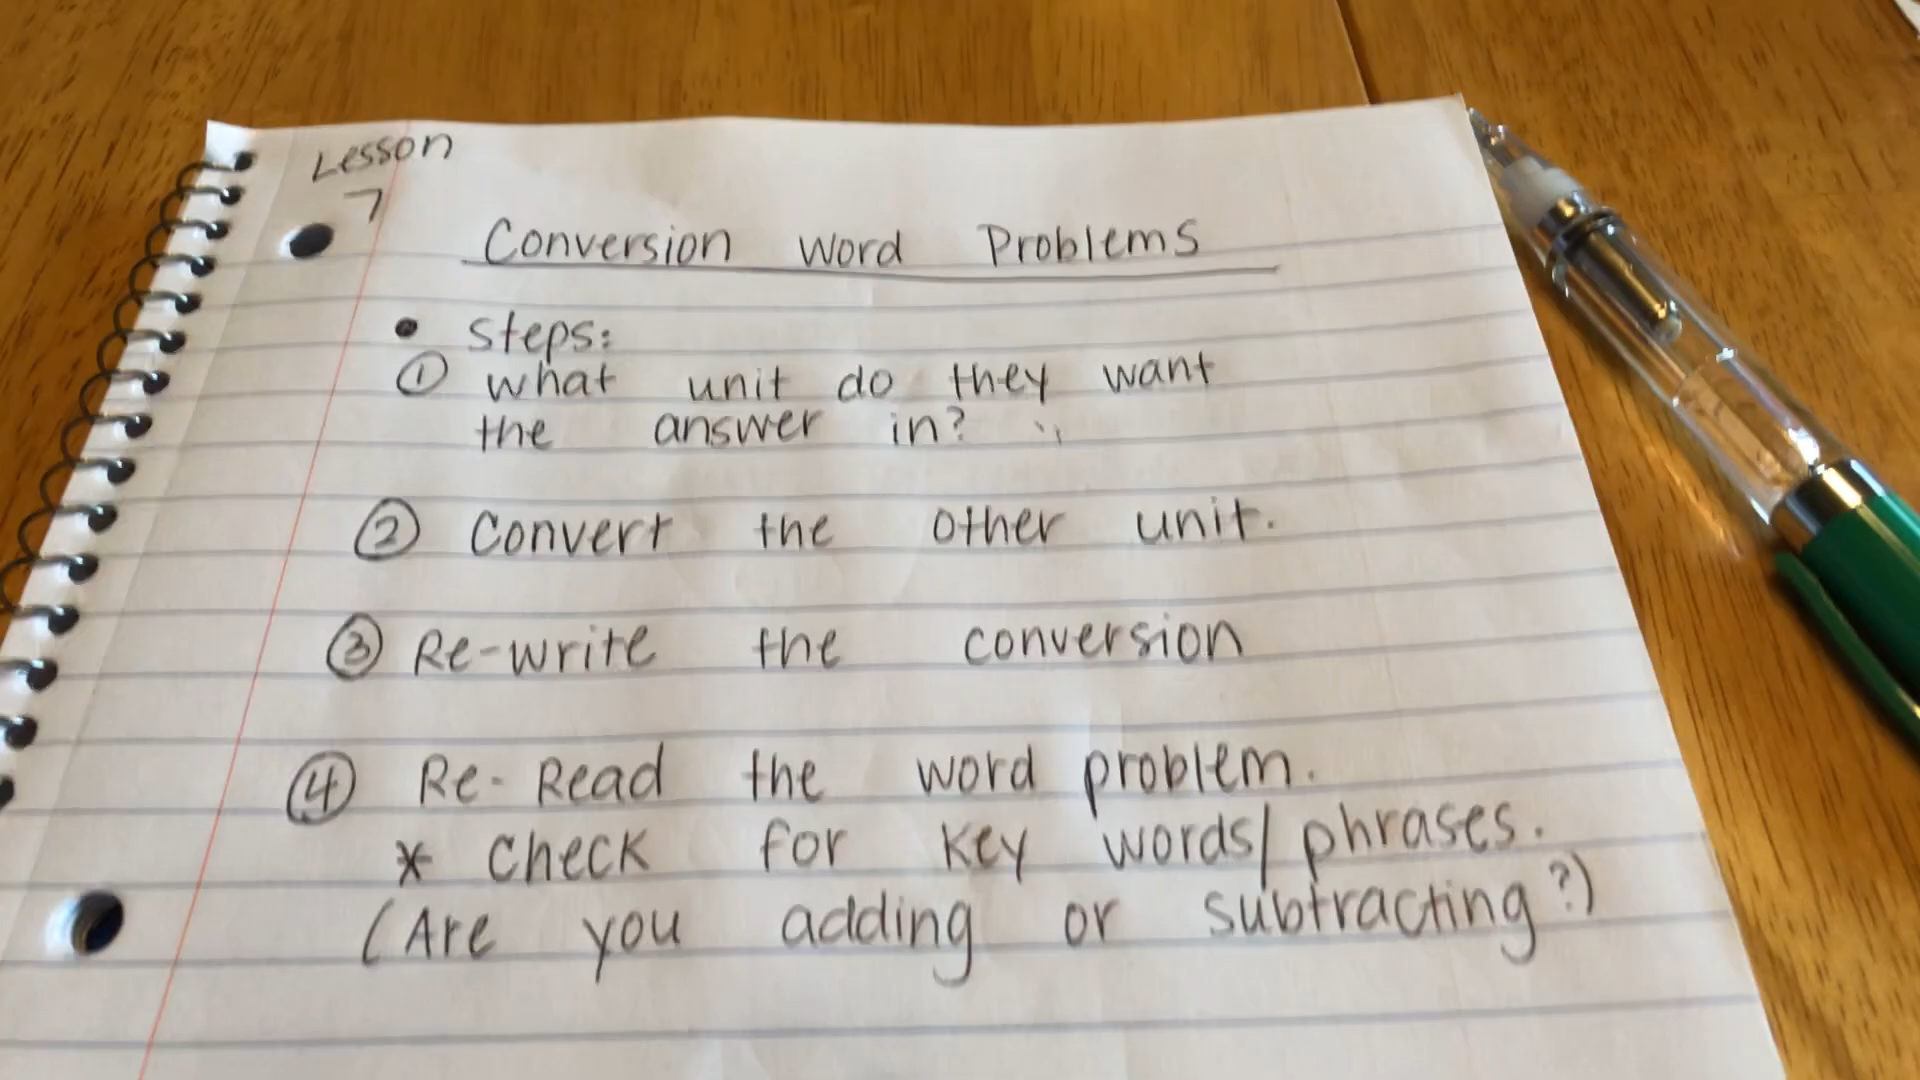 Lesson
7
Conversion Word Problems
• Steps:
① What unit do they want
the answer in?
② Convert the other unit.
③ Re-write the conversion
④ Re-Read the word problem.
* Check for key words/phrases.
(Are you adding or subtracting?)